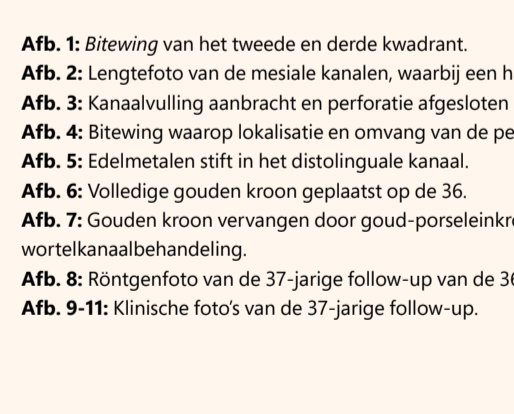 Afb. 1: Bitewing van het tweede en derde kwadrant.
Afb. 2: Lengtefoto van de mesiale kanalen, waarbij een
Afb. 3: Kanaalvulling aanbracht en perforatie afgesloten
Afb. 4: Bitewing waarop lokalisatie en omvang van de
Afb. 5: Edelmetalen stift in het distolinguale kanaal.
Afb. 6: Volledige gouden kroon geplaatst op de 36.
Afb. 7: Gouden kroon vervangen door
wortelkanaalbehandeling.
Afb. 8: Röntgenfoto van de 37-jarige follow-up van de
Afb. 9-11: Klinische foto’s van de 37-jarige follow-up.